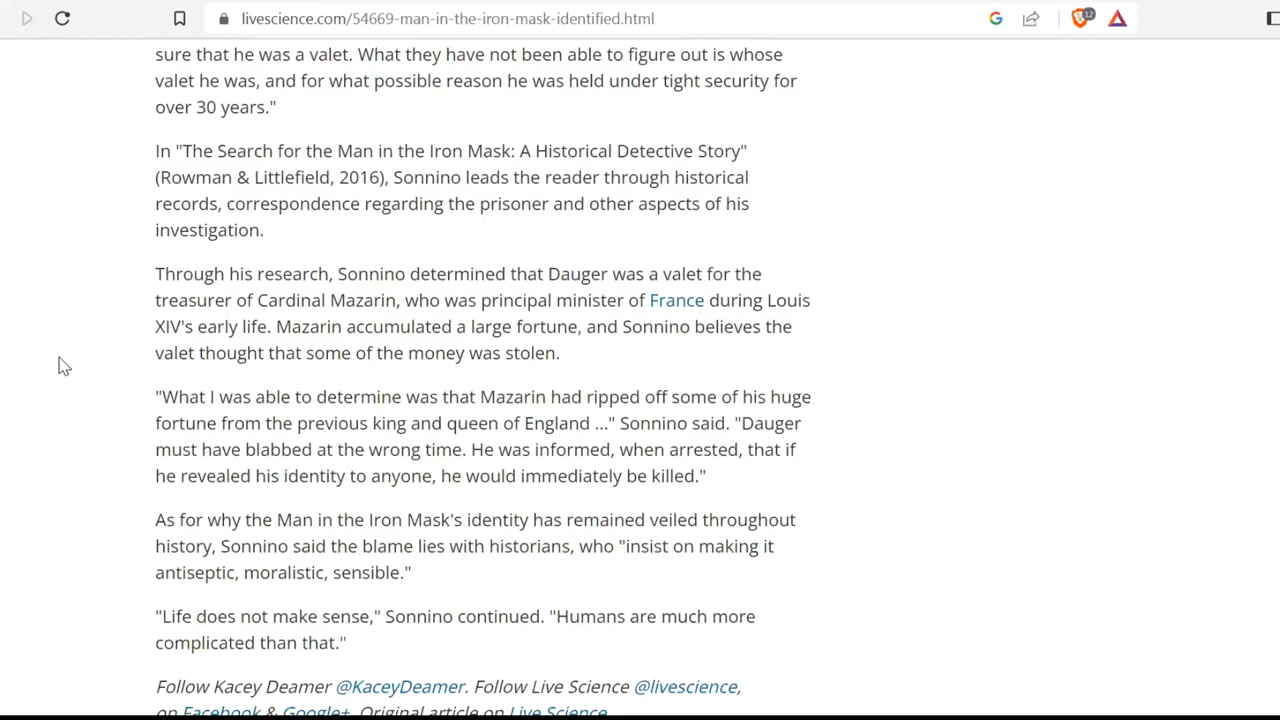 livescience.com/54669-man-in-the-iron-mask-identified.html
12
sure that he was a valet. What they have not been able to figure out is whose
valet he was, and for what possible reason he was held under tight security for
over 30 years."
In "The Search for the Man in the Iron Mask: A Historical Detective Story"
(Rowman & Littlefield, 2016), Sonnino leads the reader through historical
records, correspondence regarding the prisoner and other aspects of his
investigation.
Through his research, Sonnino determined that Dauger was a valet for the
treasurer of Cardinal Mazarin, who was principal minister of France during Louis
XIV's early life. Mazarin accumulated a large fortune, and Sonnino believes the
valet thought that some of the money was stolen.
"What I was able to determine was that Mazarin had ripped off some of his huge
fortune from the previous king and queen of England ..." Sonnino said. "Dauger
must have blabbed at the wrong time. He was informed, when arrested, that if
he revealed his identity to anyone, he would immediately be killed."
As for why the Man in the Iron Mask's identity has remained veiled throughout
history, Sonnino said the blame lies with historians, who "insist on making it
antiseptic, moralistic, sensible."
"Life does not make sense," Sonnino continued. "Humans are much more
complicated than that."
Follow Kacey Deamer @KaceyDeamer. Follow Live Science @livescience,
on Facebook & Google+. Original article on Live Science.